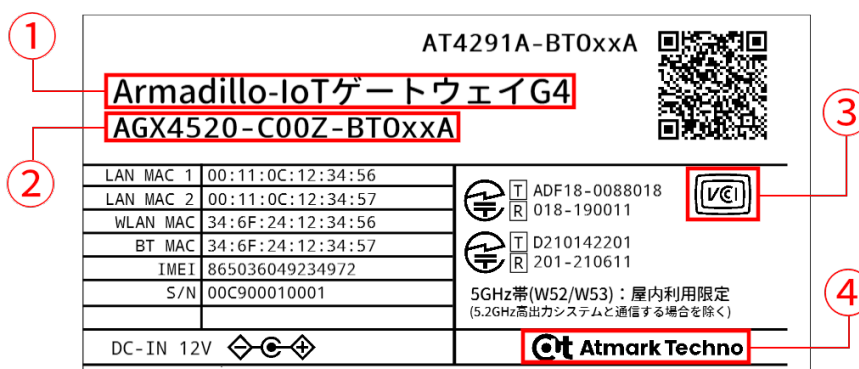 ①
AT4291A-BT0xxA
Armadillo-IoTゲートウェイG4
AGX4520-C00Z-BT0xxA
②
③
LAN MAC 1 00:11:0C:12:34:56
LAN MAC 2 00:11:0C:12:34:57
WLAN MAC 34:6F:24:12:34:56
BT MAC 34:6F:24:12:34:57
IMEI 865036049234972
S/N 00C900010001
T ADF18-0088018
R 018-190011
VCI
T D210142201
R 201-210611
5GHz帯(W52/W53):屋内利用限定
(5.2GHz高出力システムと通信する場合を除く)
④
DC-IN 12V
Atmark Techno